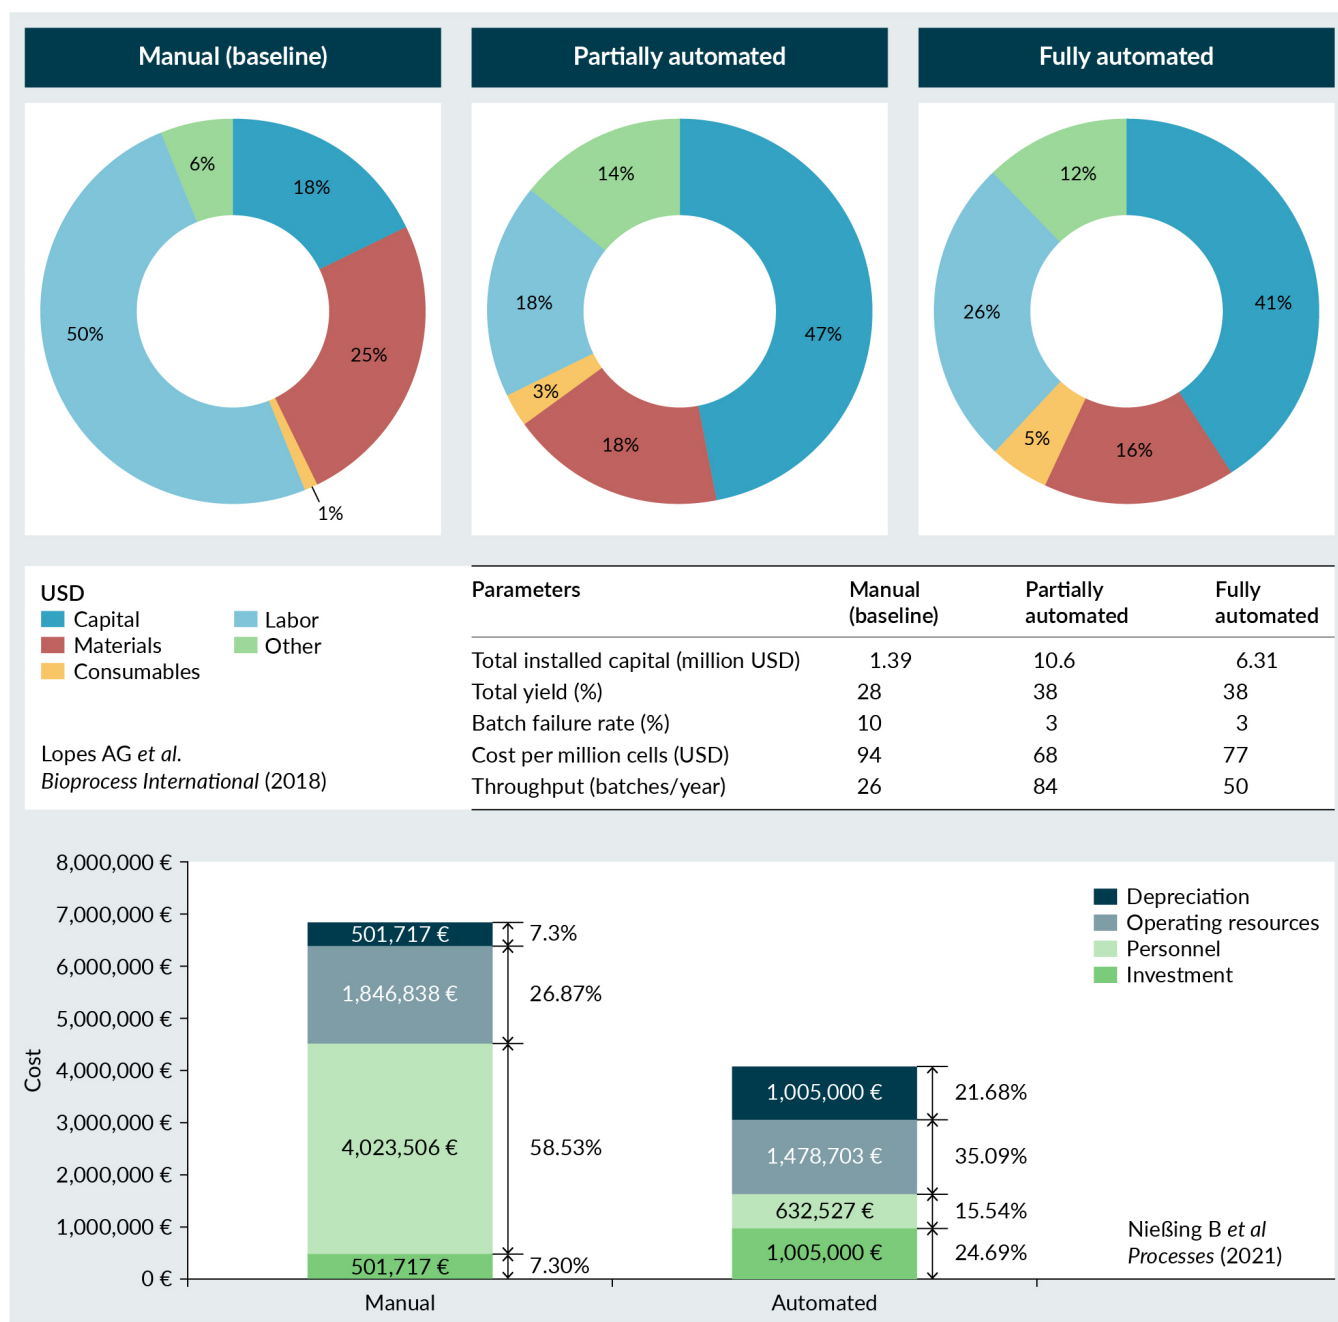 Manual (baseline)
Partially automated
Fully automated
6%
18%
50%
25%
1%
14%
18%
47%
3%
18%
12%
26%
41%
5%
16%
USD
Capital
Labor
Materials
Other
Consumables
Lopes AG et al.
Bioprocess International (2018)
Parameters Manual (baseline) Partially automated Fully automated
Total installed capital (million USD) 1.39 10.6 6.31
Total yield (%) 28 38 38
Batch failure rate (%) 10 3 3
Cost per million cells (USD) 94 68 77
Throughput (batches/year) 26 84 50
Cost
8,000,000 €
7,000,000 €
6,000,000 €
5,000,000 €
4,000,000 €
3,000,000 €
2,000,000 €
1,000,000 €
0 €
501,717 € 7.3%
1,846,838 € 26.87%
4,023,506 € 58.53%
501,717 € 7.30%
Manual
1,005,000 € 21.68%
1,478,703 € 35.09%
632,527 € 15.54%
1,005,000 € 24.69%
Automated
Depreciation
Operating resources
Personnel
Investment
Nießing B et al
Processes (2021)